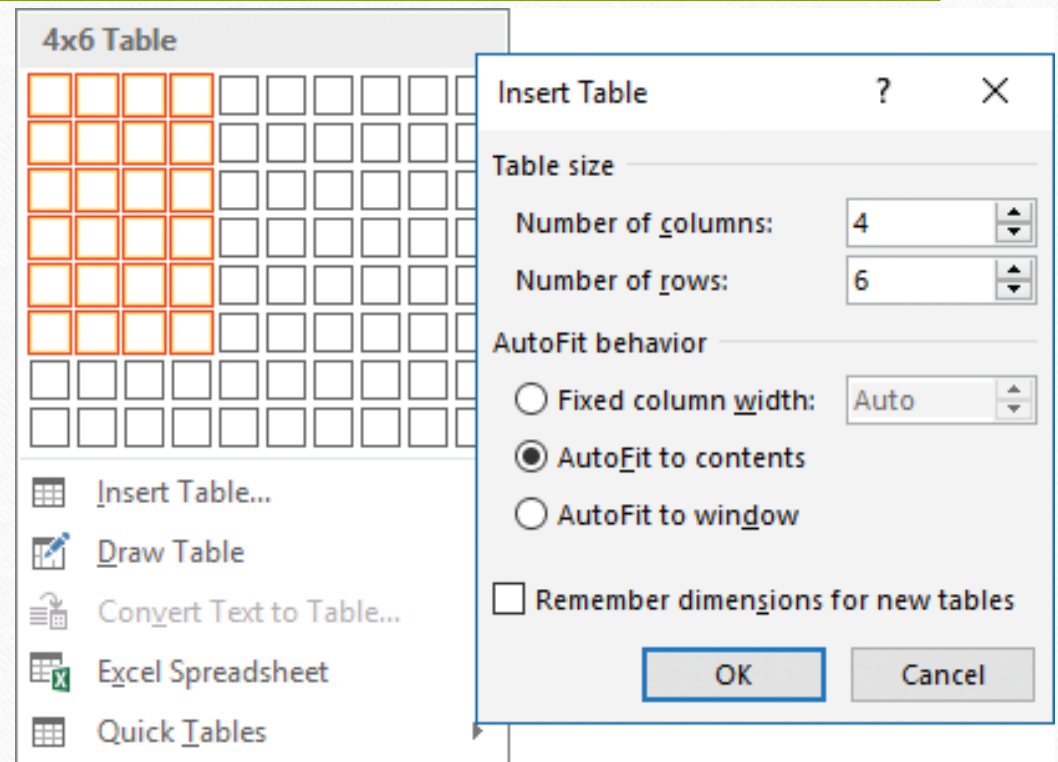 4x6 Table
Insert Table...
Draw Table
Convert Text to Table...
Excel Spreadsheet
Quick Tables
Insert Table ?
Table size
Number of columns: 4
Number of rows: 6
AutoFit behavior
Fixed column width: Auto
AutoFit to contents
AutoFit to window
Remember dimensions for new tables
OK Cancel